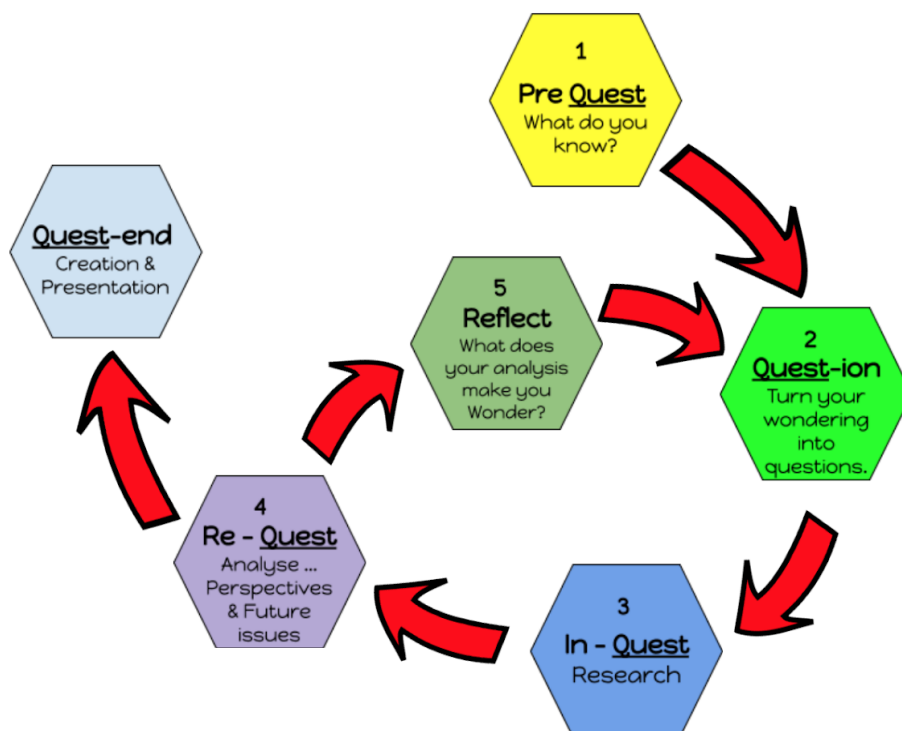 1
Pre Quest
What do you
know?
Quest-end
Creation &
Presentation
5
Reflect
What does
your analysis
make you
Wonder?
2
Quest-ion
Turn your
wondering
into
questions.
4
Re - Quest
Analyse ...
Perspectives
& Future
issues
3
In - Quest
Research